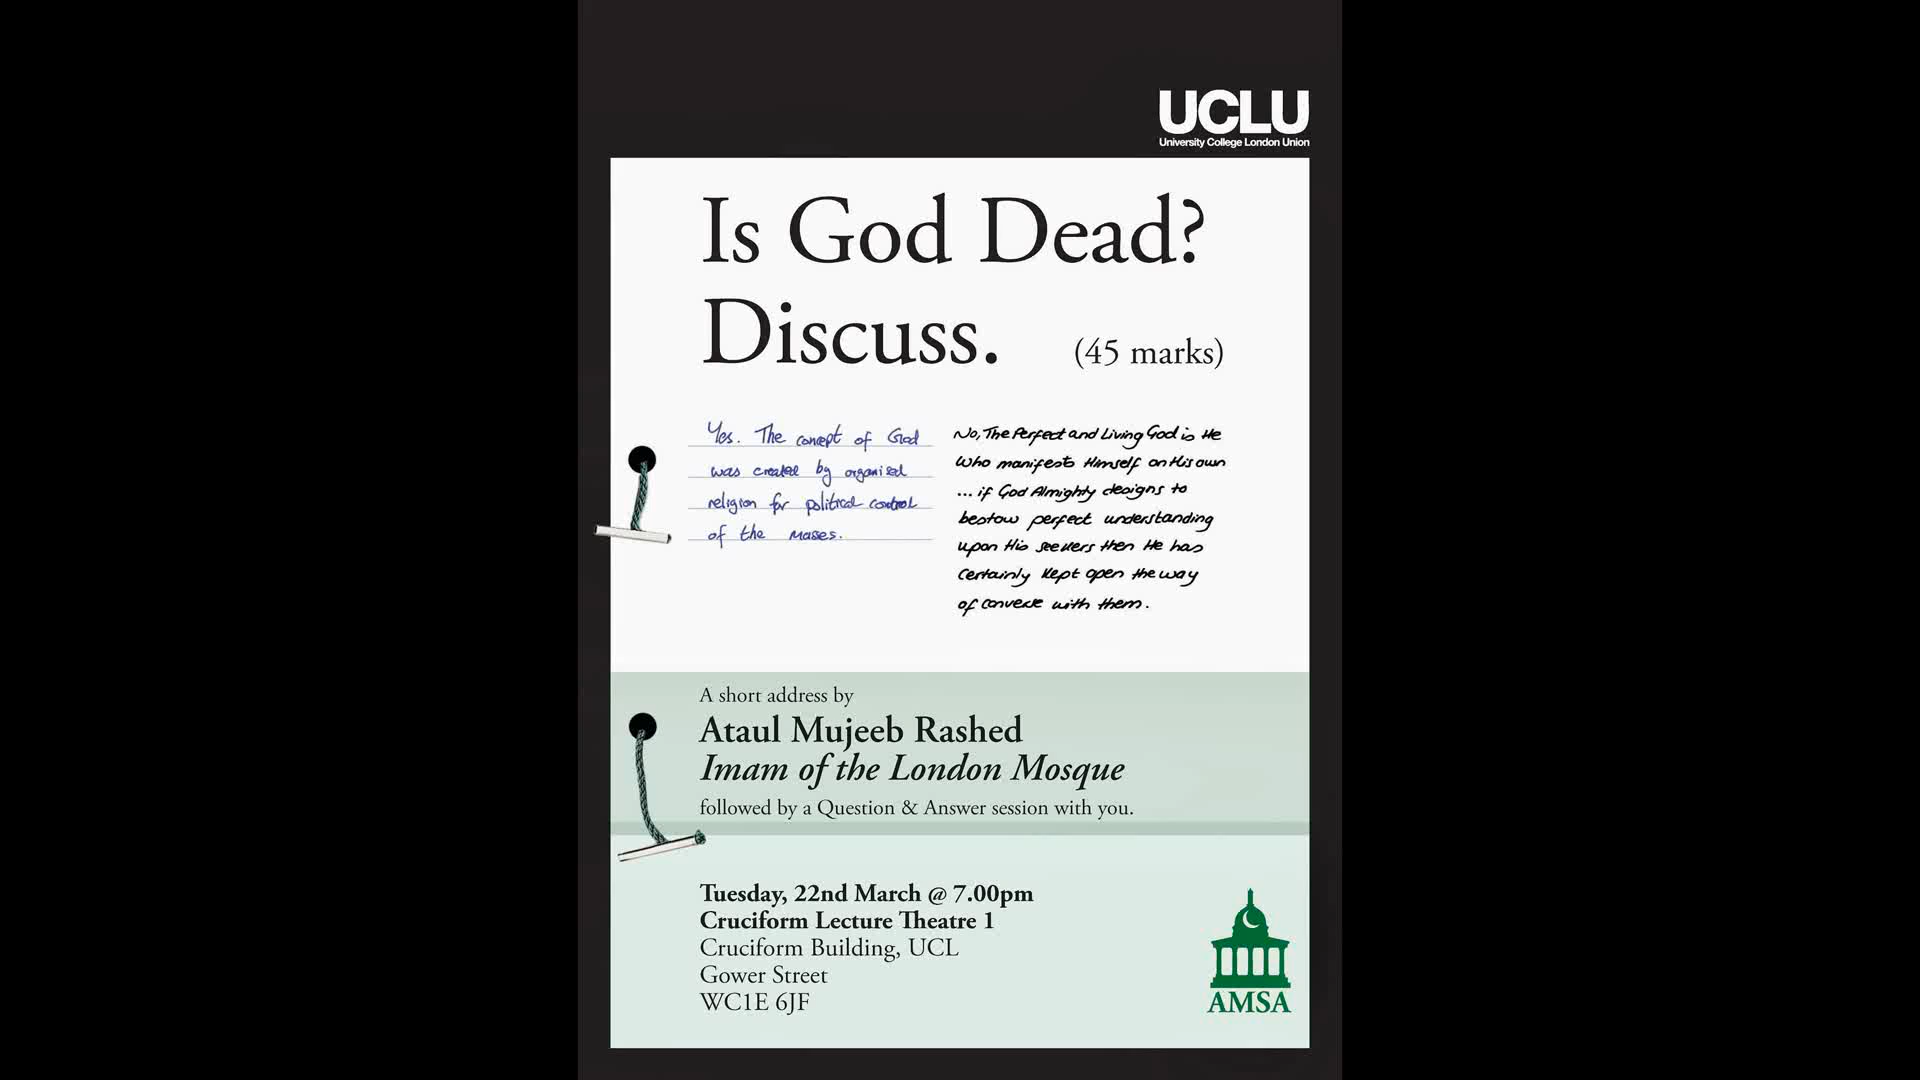 UCLU
University College London Union
Is God Dead?
Discuss. (45 marks)
Yes. The concept of God
was created by organised
religion for political control
of the masses.
No, The Perfect and Living God is He
Who manifests Himself on His own
... if God Almighty designs to
bestow perfect understanding
upon His seekers then He has
certainly kept open the way
of converse with them.
A short address by
Ataul Mujeeb Rashed
Imam of the London Mosque
followed by a Question & Answer session with you.
Tuesday, 22nd March @ 7.00pm
Cruciform Lecture Theatre 1
Cruciform Building, UCL
Gower Street
WC1E 6JF
AMSA